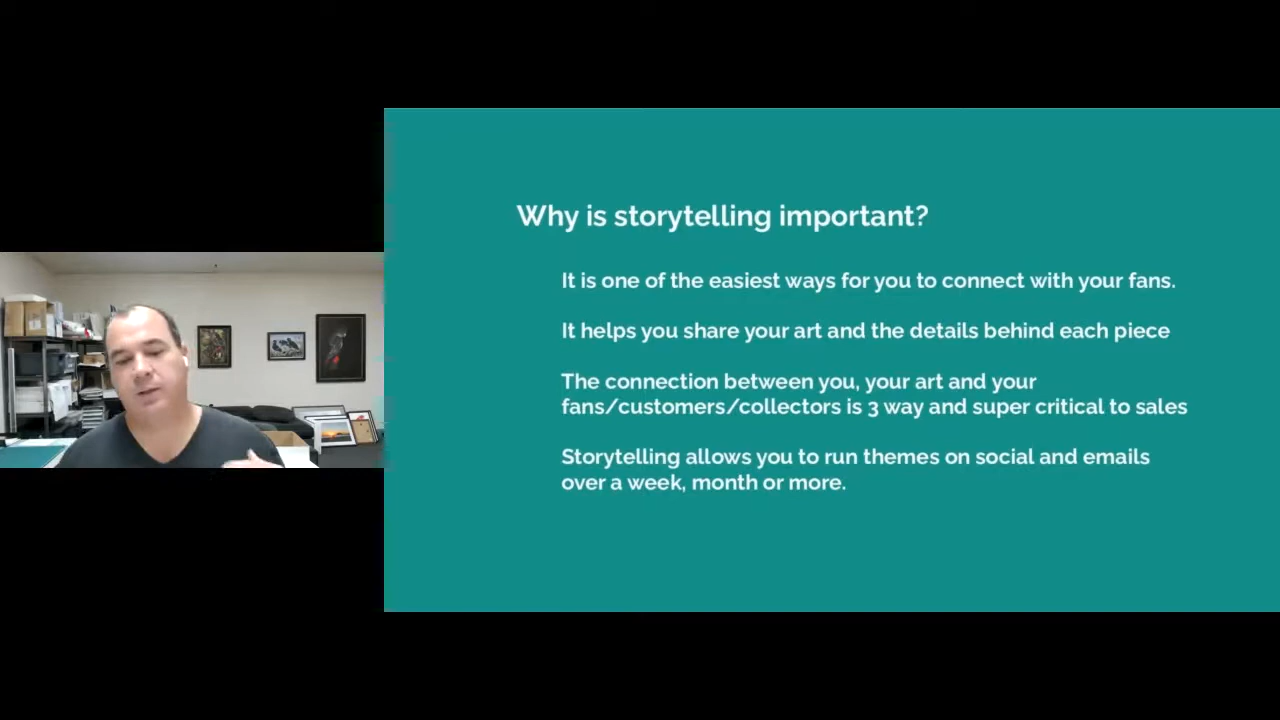 Why is storytelling important?
It is one of the easiest ways for you to connect with your fans.
It helps you share your art and the details behind each piece
The connection between you, your art and your
fans/customers/collectors is 3 way and super critical to sales
Storytelling allows you to run themes on social and emails
over a week, month or more.